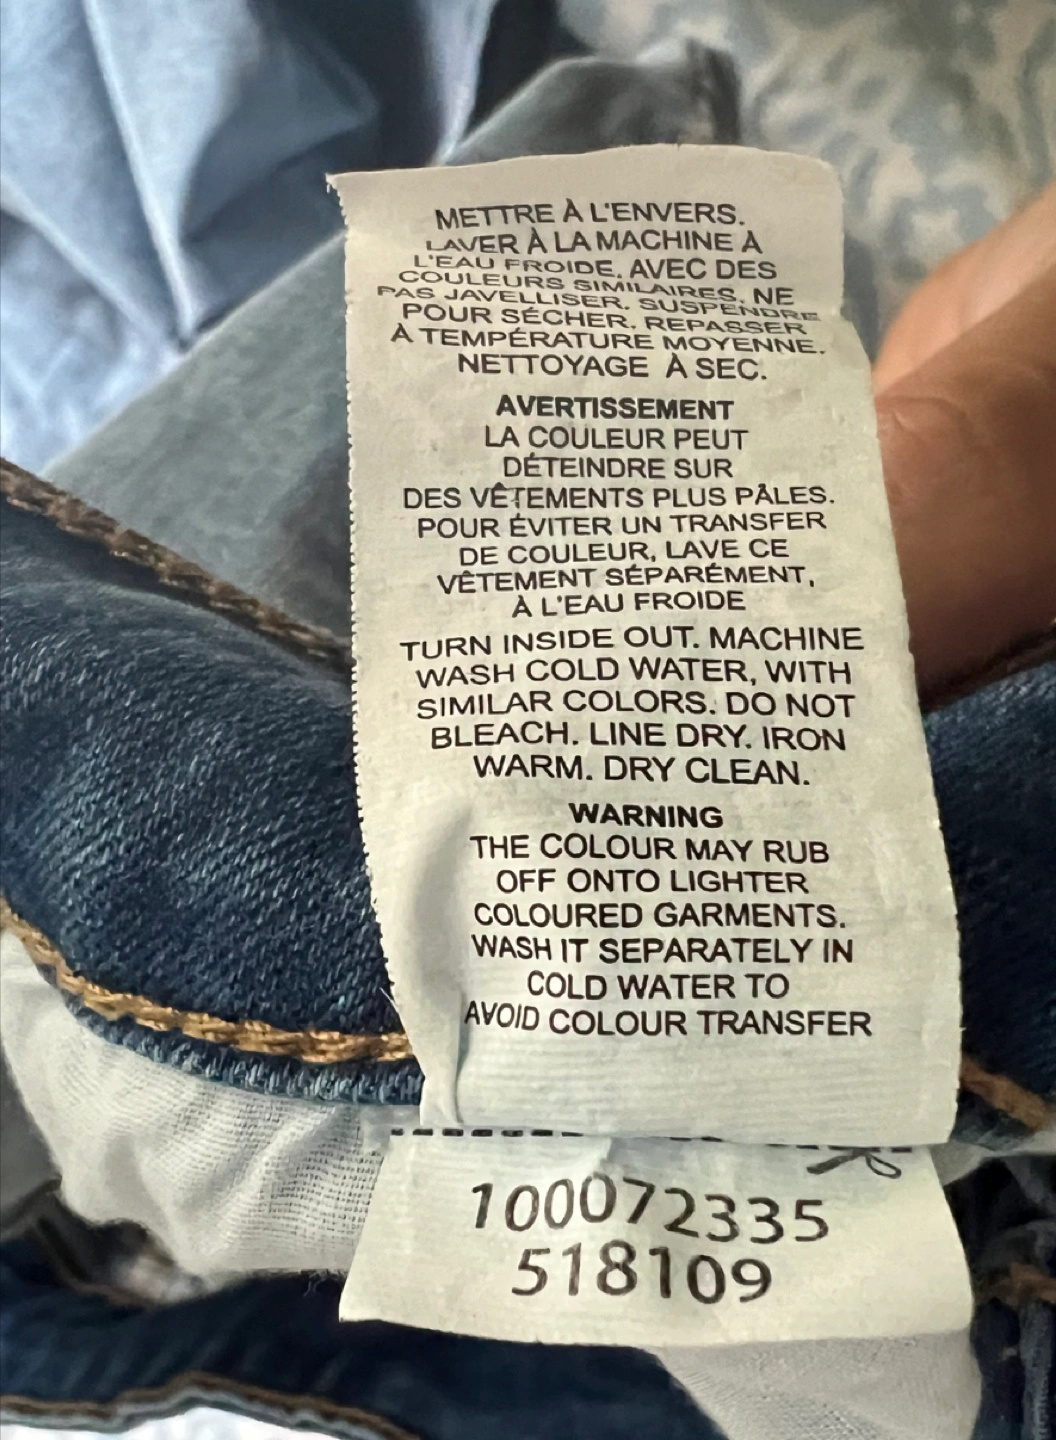 METTRE À L'ENVERS.
LAVER À LA MACHINE À
L'EAU FROIDE. AVEC DES
COULEURS SIMILAIRES. NE
PAS JAVELLISER. SUSPENDRE
POUR SÉCHER. REPASSER
À TEMPÉRATURE MOYENNE.
NETTOYAGE À SEC.
AVERTISSEMENT
LA COULEUR PEUT
DÉTEINDRE SUR
DES VÊTEMENTS PLUS PÂLES.
POUR ÉVITER UN TRANSFER
DE COULEUR, LAVE CE
VÊTEMENT SÉPARÉMENT,
À L'EAU FROIDE
TURN INSIDE OUT. MACHINE
WASH COLD WATER, WITH
SIMILAR COLORS. DO NOT
BLEACH. LINE DRY. IRON
WARM. DRY CLEAN.
WARNING
THE COLOUR MAY RUB
OFF ONTO LIGHTER
COLOURED GARMENTS.
WASH IT SEPARATELY IN
COLD WATER TO
AVOID COLOUR TRANSFER
100072335
518109